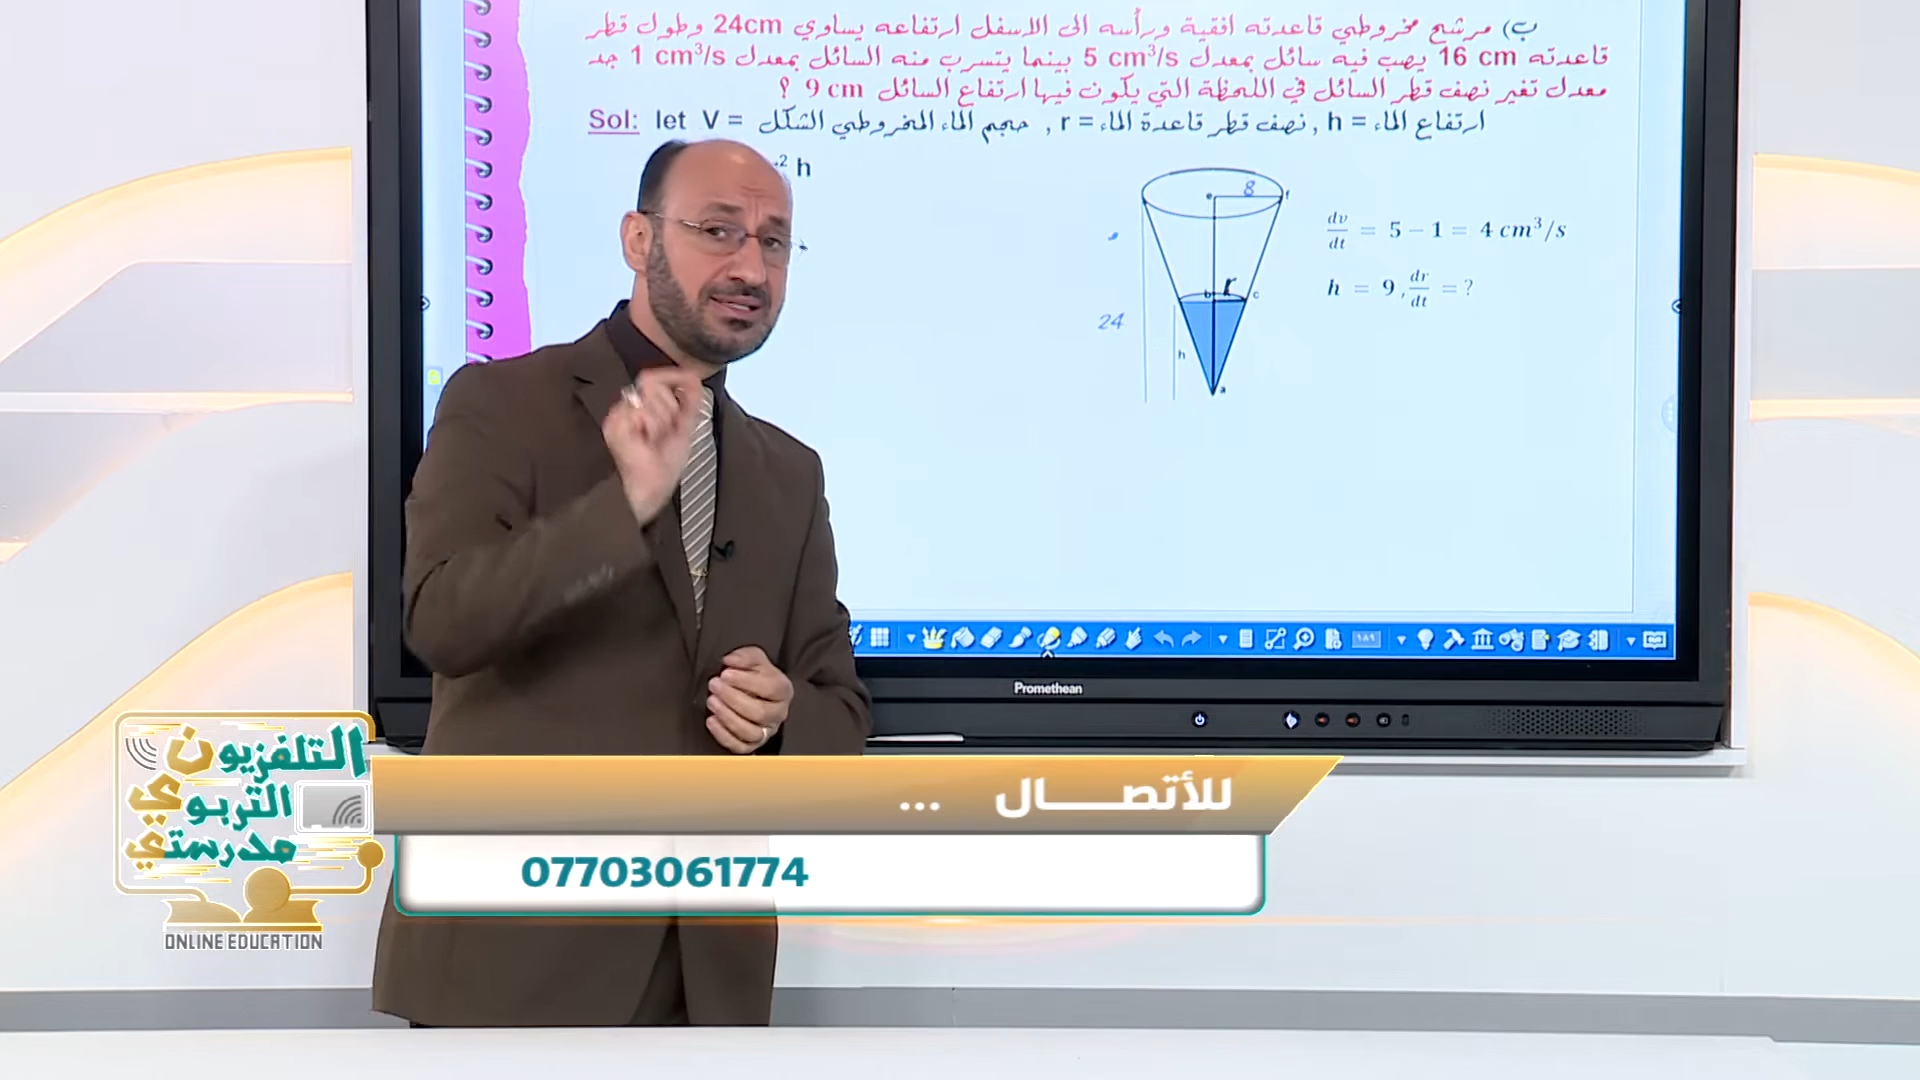 ب) مرشح مخروطي قاعدته افقية ورأسه الى الاسفل ارتفاعه يساوي 24cm وطول قطر
قاعدته 16 cm يصب فيه سائل بمعدل 5 cm³/s بينما يتسرب منه السائل بمعدل 1 cm³/s جد
معدل تغير نصف قطر السائل في اللحظة التي يكون فيها ارتفاع السائل 9 cm ؟
Sol: let V = حجم الماء المخروطي الشكل , r = نصف قطر قاعدة الماء , h = ارتفاع الماء
² h
e 8 f
dv/dt = 5 − 1 = 4 cm³/s
b r c
h = 9 , dr/dt = ?
24
h
a
١٨٩
Promethean
التلفزيون
التربوي
مدرستي
ONLINE EDUCATION
للأتصـــــال ...
07703061774